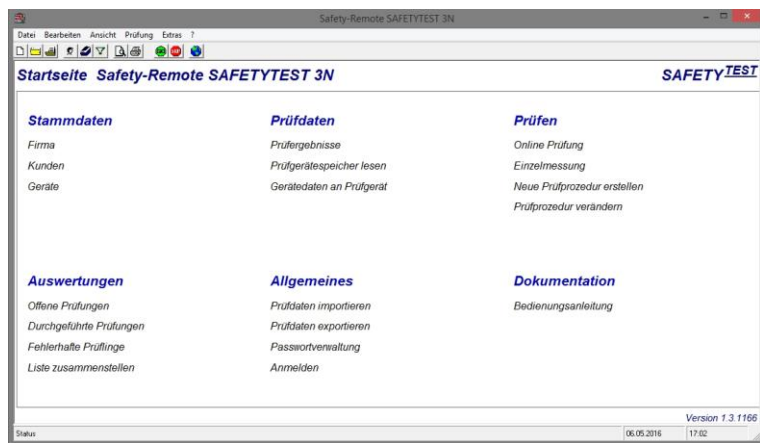 Safety-Remote SAFETYTEST 3N
Datei Bearbeiten Ansicht Prüfung Extras ?
Startseite Safety-Remote SAFETYTEST 3N
SAFETYTEST
Stammdaten
Firma
Kunden
Geräte
Prüfdaten
Prüfergebnisse
Prüfgerätespeicher lesen
Gerätedaten an Prüfgerät
Prüfen
Online Prüfung
Einzelmessung
Neue Prüfprozedur erstellen
Prüfprozedur verändern
Auswertungen
Offene Prüfungen
Durchgeführte Prüfungen
Fehlerhafte Prüflinge
Liste zusammenstellen
Allgemeines
Prüfdaten importieren
Prüfdaten exportieren
Passwortverwaltung
Anmelden
Dokumentation
Bedienungsanleitung
Version 1.3.1166
Status 06.05.2016 17:02